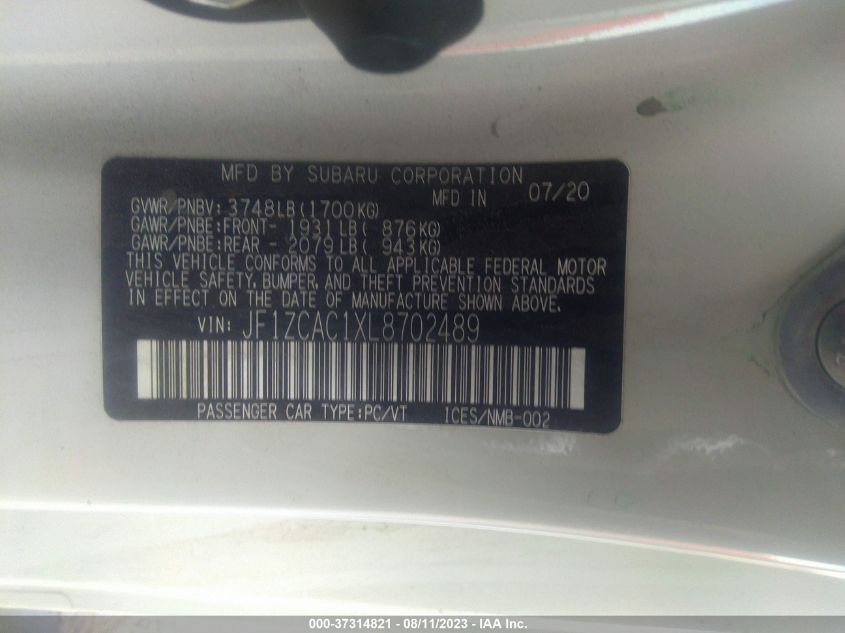 MFD BY SUBARU CORPORATION
MFD IN 07/20
GVWR/PNBV: 3748LB(1700KG)
GAWR/PNBE:FRONT- 1931LB( 876KG)
GAWR/PNBE:REAR - 2079LB( 943KG)
THIS VEHICLE CONFORMS TO ALL APPLICABLE FEDERAL MOTOR
VEHICLE SAFETY, BUMPER, AND THEFT PREVENTION STANDARDS
IN EFFECT ON THE DATE OF MANUFACTURE SHOWN ABOVE.
VIN: JF1ZCAC1XL8702489
PASSENGER CAR TYPE:PC/VT ICES/NMB-002
000-37314821 - 08/11/2023 - IAA Inc.